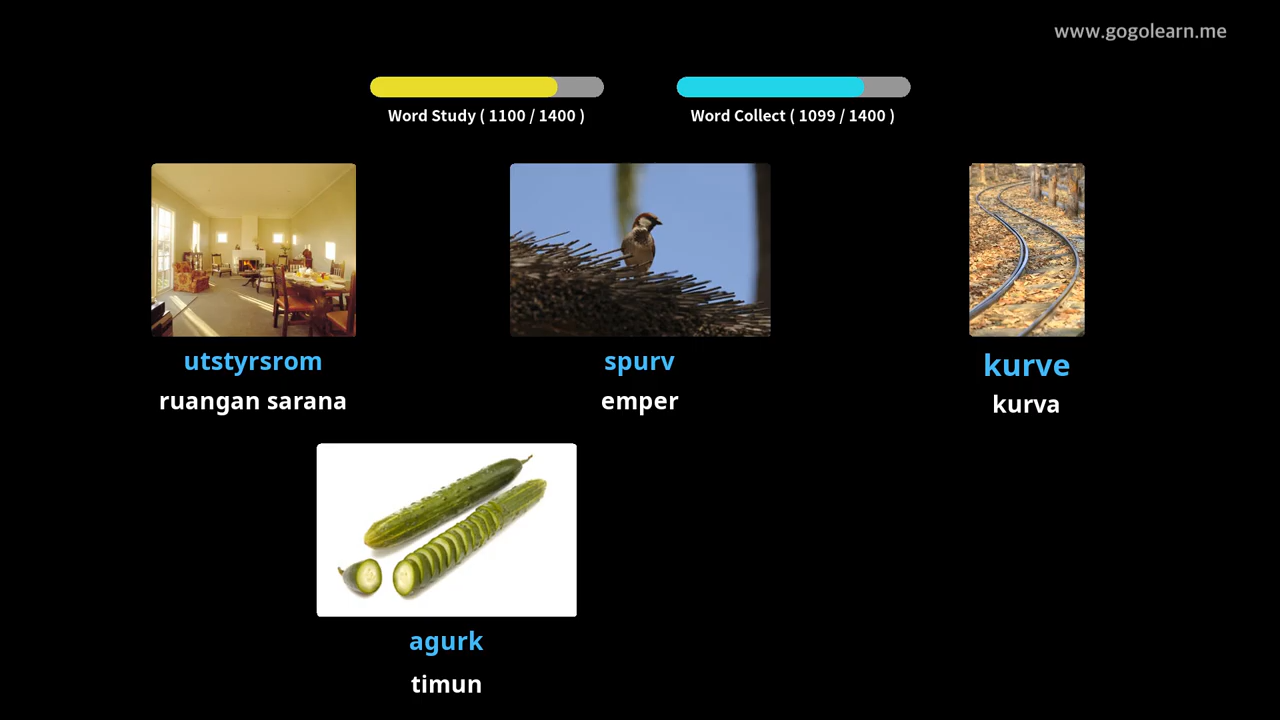 www.gogolearn.me
Word Study ( 1100 / 1400 )
Word Collect ( 1099 / 1400 )
utstyrsrom
ruangan sarana
spurv
emper
kurve
kurva
agurk
timun